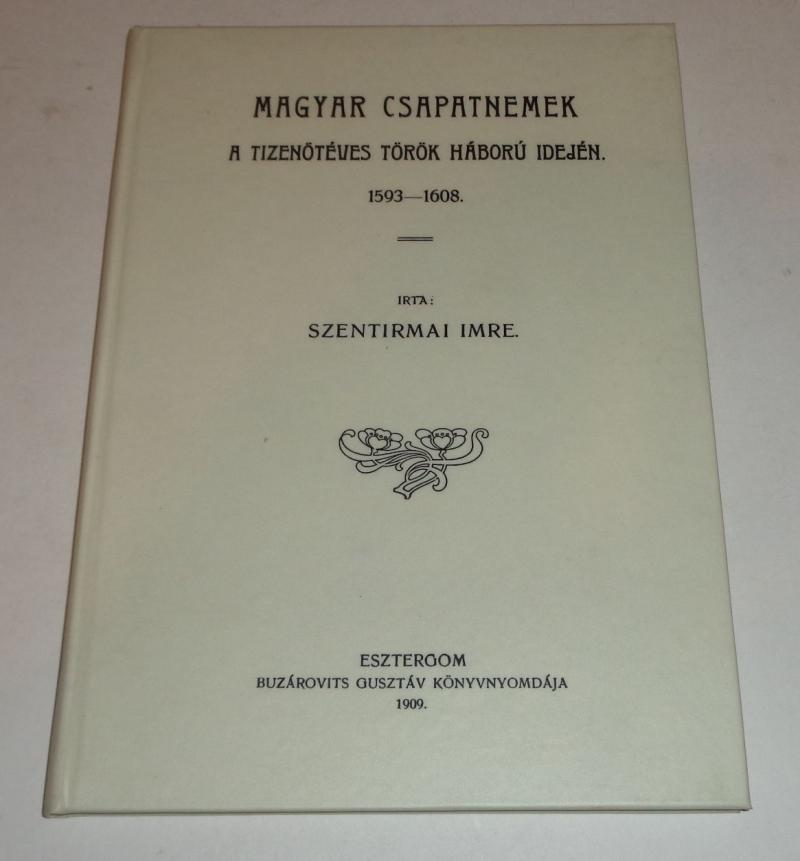 MAGYAR CSAPATNEMEK
A TIZENÖTÉVES TÖRÖK HÁBORÚ IDEJÉN.
1593—1608.
IRTA:
SZENTIRMAI IMRE.
ESZTERGOM
BUZÁROVITS GUSZTÁV KÖNYVNYOMDÁJA
1909.